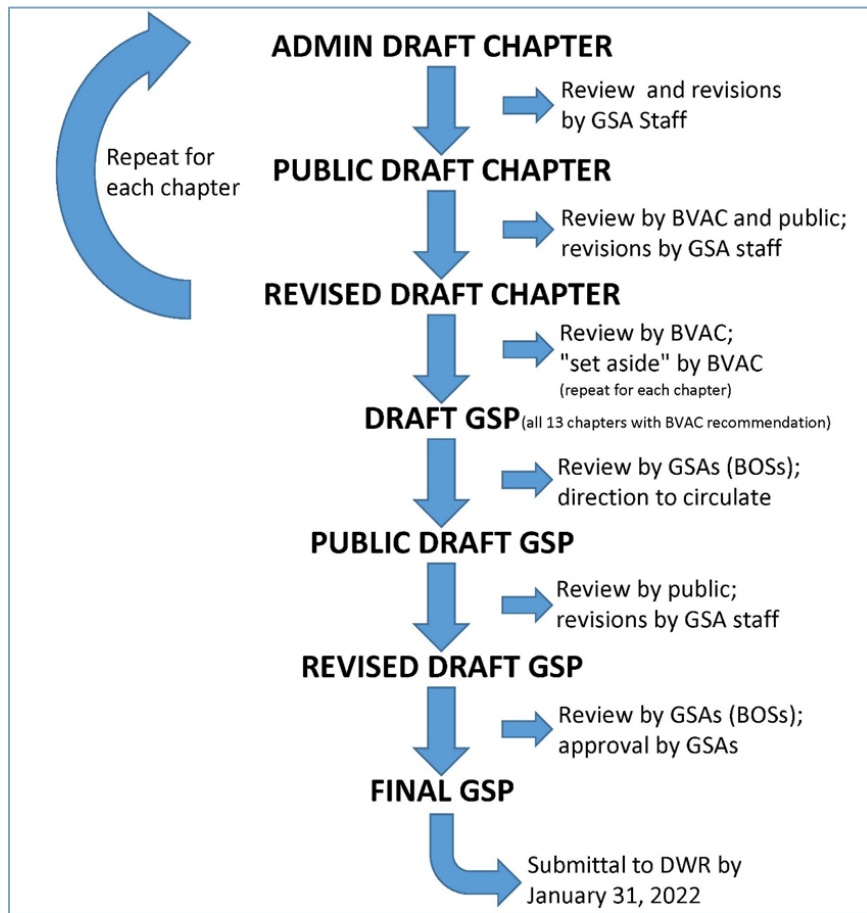 ADMIN DRAFT CHAPTER
Review and revisions
by GSA Staff
Repeat for
each chapter
PUBLIC DRAFT CHAPTER
Review by BVAC and public;
revisions by GSA staff
REVISED DRAFT CHAPTER
Review by BVAC;
"set aside" by BVAC
(repeat for each chapter)
DRAFT GSP (all 13 chapters with BVAC recommendation)
Review by GSAs (BOSs);
direction to circulate
PUBLIC DRAFT GSP
Review by public;
revisions by GSA staff
REVISED DRAFT GSP
Review by GSAs (BOSs);
approval by GSAs
FINAL GSP
Submittal to DWR by
January 31, 2022